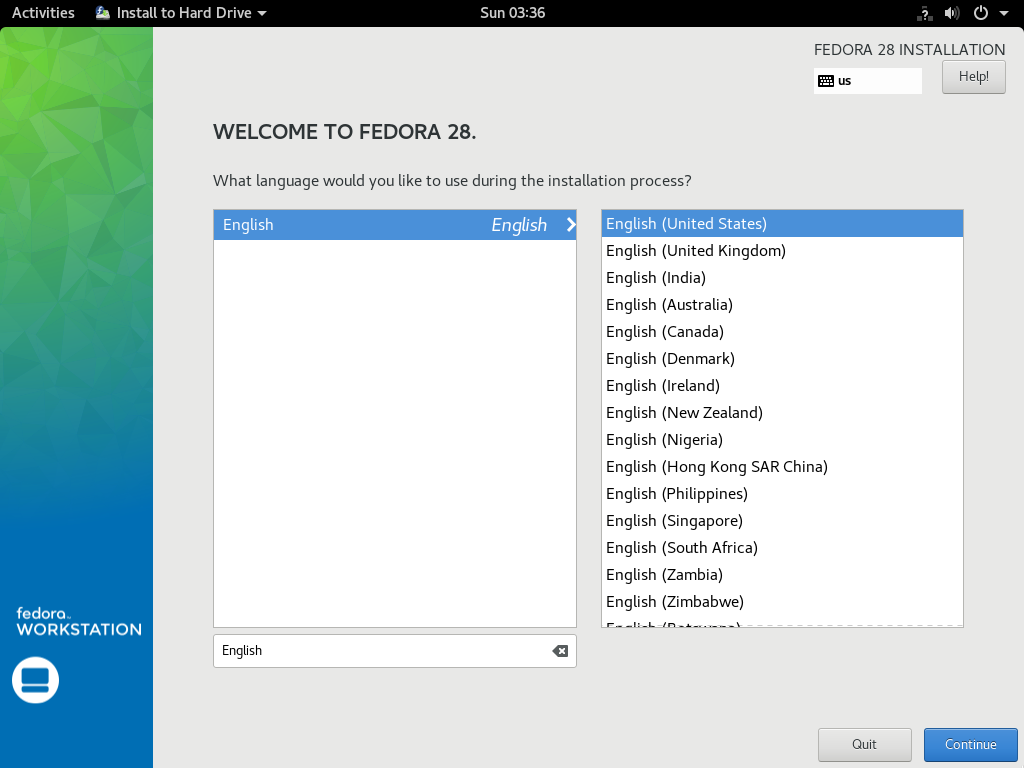 Activities Install to Hard Drive Sun 03:36
FEDORA 28 INSTALLATION
us Help!
WELCOME TO FEDORA 28.
What language would you like to use during the installation process?
English English
English (United States)
English (United Kingdom)
English (India)
English (Australia)
English (Canada)
English (Denmark)
English (Ireland)
English (New Zealand)
English (Nigeria)
English (Hong Kong SAR China)
English (Philippines)
English (Singapore)
English (South Africa)
English (Zambia)
English (Zimbabwe)
English (Botswana)
English
fedora
WORKSTATION
Quit Continue